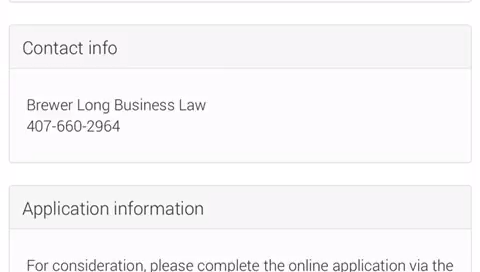 Contact info
Brewer Long Business Law
407-660-2964
Application information
For consideration, please complete the online application via the